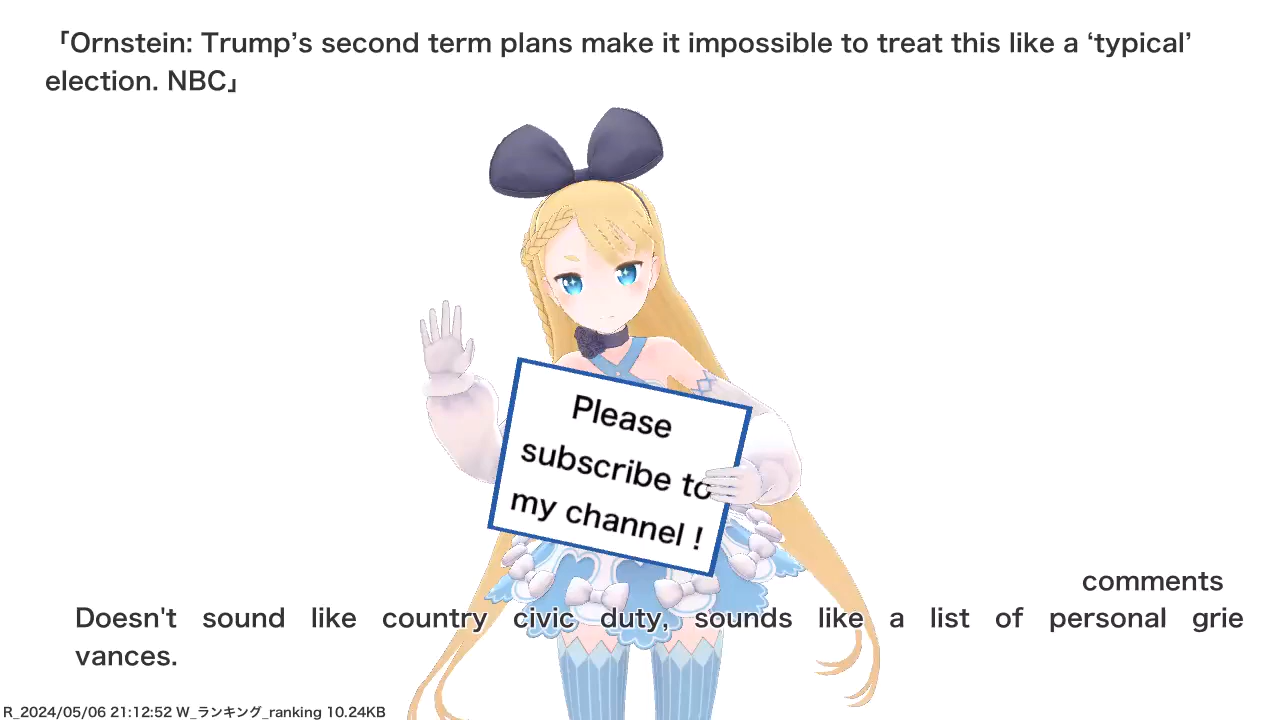 「Ornstein: Trump’s second term plans make it impossible to treat this like a ‘typical’
election. NBC」
Please
subscribe to
my channel !
comments
Doesn't sound like country civic duty, sounds like a list of personal grie
vances.
R_2024/05/06 21:12:52 W_ランキング_ranking 10.24KB